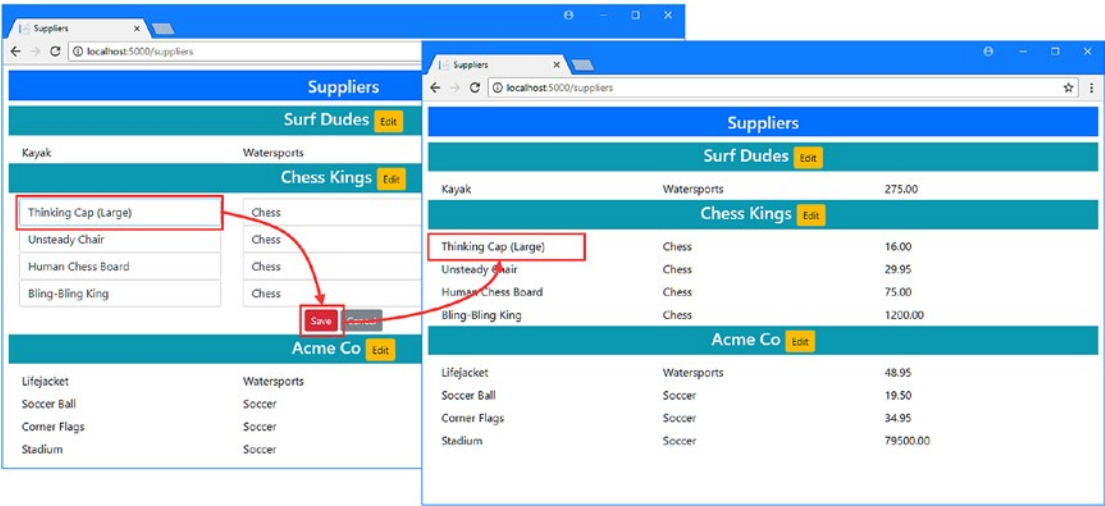 Suppliers
localhost:5000/suppliers
Suppliers
Surf Dudes Edit
Kayak Watersports
Chess Kings Edit
Thinking Cap (Large) Chess
Unsteady Chair Chess
Human Chess Board Chess
Bling-Bling King Chess
Save Cancel
Acme Co Edit
Lifejacket Watersports
Soccer Ball Soccer
Corner Flags Soccer
Stadium Soccer
Suppliers
localhost:5000/suppliers
Suppliers
Surf Dudes Edit
Kayak Watersports 275.00
Chess Kings Edit
Thinking Cap (Large) Chess 16.00
Unsteady Chair Chess 29.95
Human Chess Board Chess 75.00
Bling-Bling King Chess 1200.00
Acme Co Edit
Lifejacket Watersports 48.95
Soccer Ball Soccer 19.50
Corner Flags Soccer 34.95
Stadium Soccer 79500.00